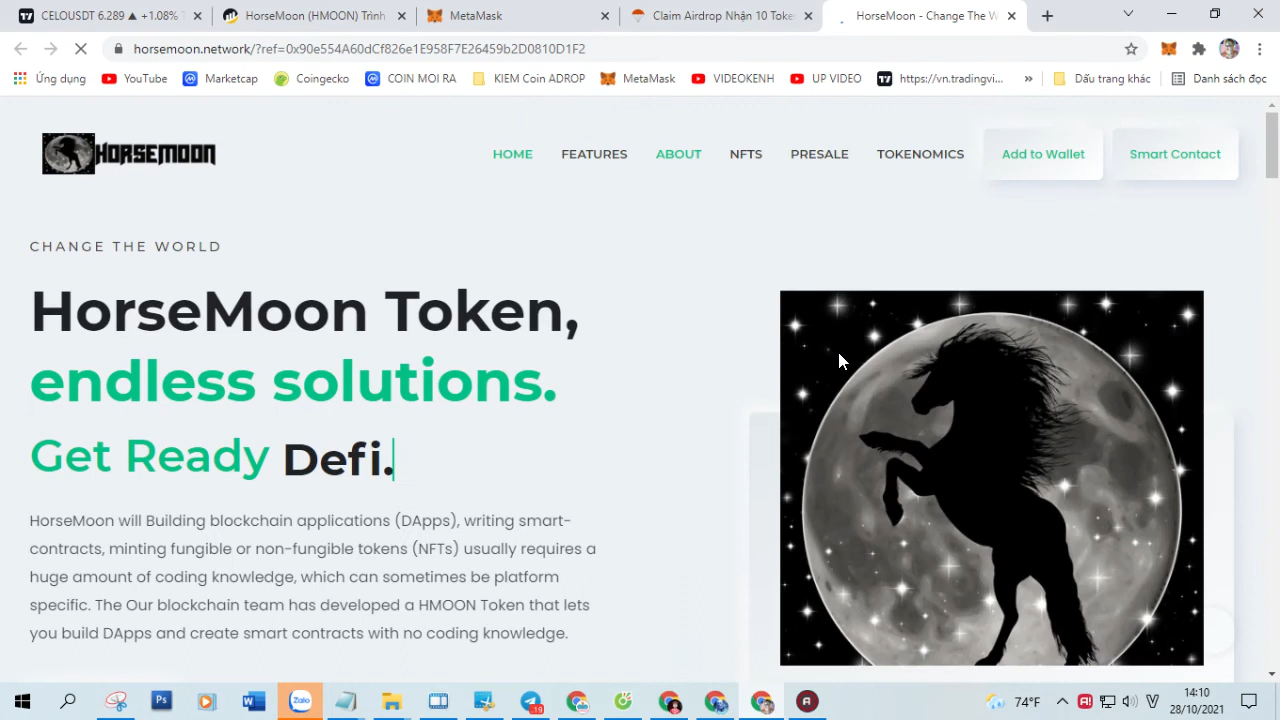 CELOUSDT 6.289 ▲ +1.08%
HorseMoon (HMOON) Trình
MetaMask
Claim Airdrop Nhận 10 Toke
HorseMoon - Change The W
horsemoon.network/?ref=0x90e554A60dCf826e1E958F7E26459b2D0810D1F2
Ứng dụng
YouTube
Marketcap
Coingecko
COIN MOI RA
KIEM Coin ADROP
MetaMask
VIDEOKENH
UP VIDEO
https://vn.tradingvi...
»
Dấu trang khác
Danh sách đọc
HORSEMOON
HOME
FEATURES
ABOUT
NFTS
PRESALE
TOKENOMICS
Add to Wallet
Smart Contact
CHANGE THE WORLD
HorseMoon Token,
endless solutions.
Get Ready Defi.
HorseMoon will Building blockchain applications (DApps), writing smart-
contracts, minting fungible or non-fungible tokens (NFTs) usually requires a
huge amount of coding knowledge, which can sometimes be platform
specific. The Our blockchain team has developed a HMOON Token that lets
you build DApps and create smart contracts with no coding knowledge.
Zalo
.19
74°F
14:10
28/10/2021